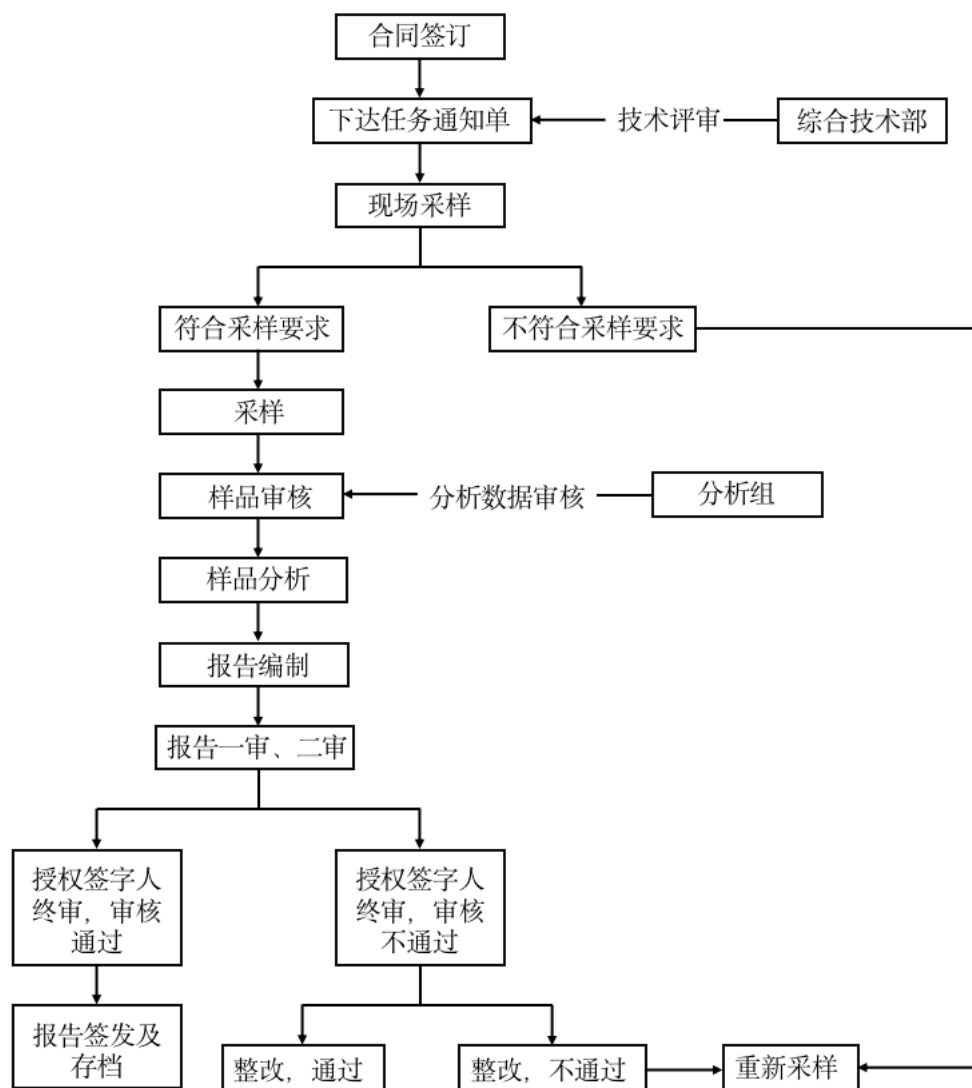 合同签订
下达任务通知单
技术评审
综合技术部
现场采样
符合采样要求
不符合采样要求
采样
样品审核
分析数据审核
分析组
样品分析
报告编制
报告一审、二审
授权签字人
终审，审核
通过
授权签字人
终审，审核
不通过
报告签发及
存档
整改，通过
整改，不通过
重新采样